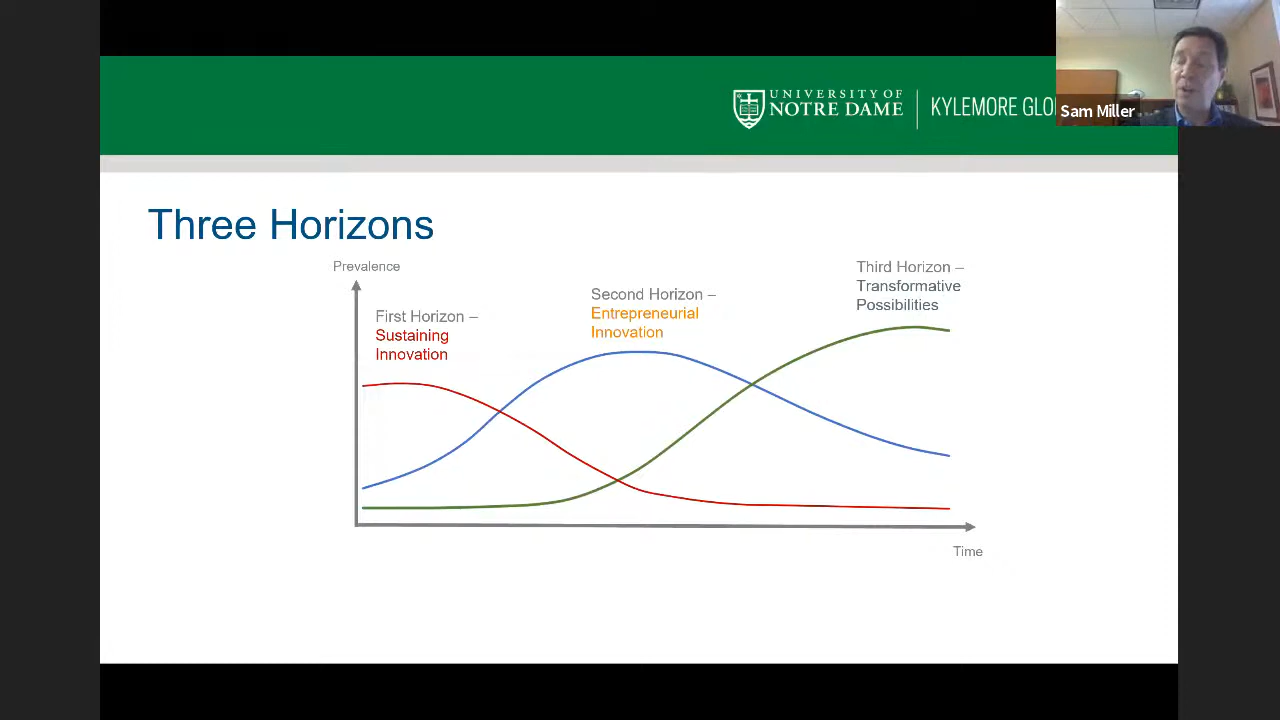 UNIVERSITY OF
NOTRE DAME
KYLEMORE
Sam Miller
Three Horizons
Prevalence
Third Horizon –
Transformative
Possibilities
Second Horizon –
Entrepreneurial
Innovation
First Horizon –
Sustaining
Innovation
Time